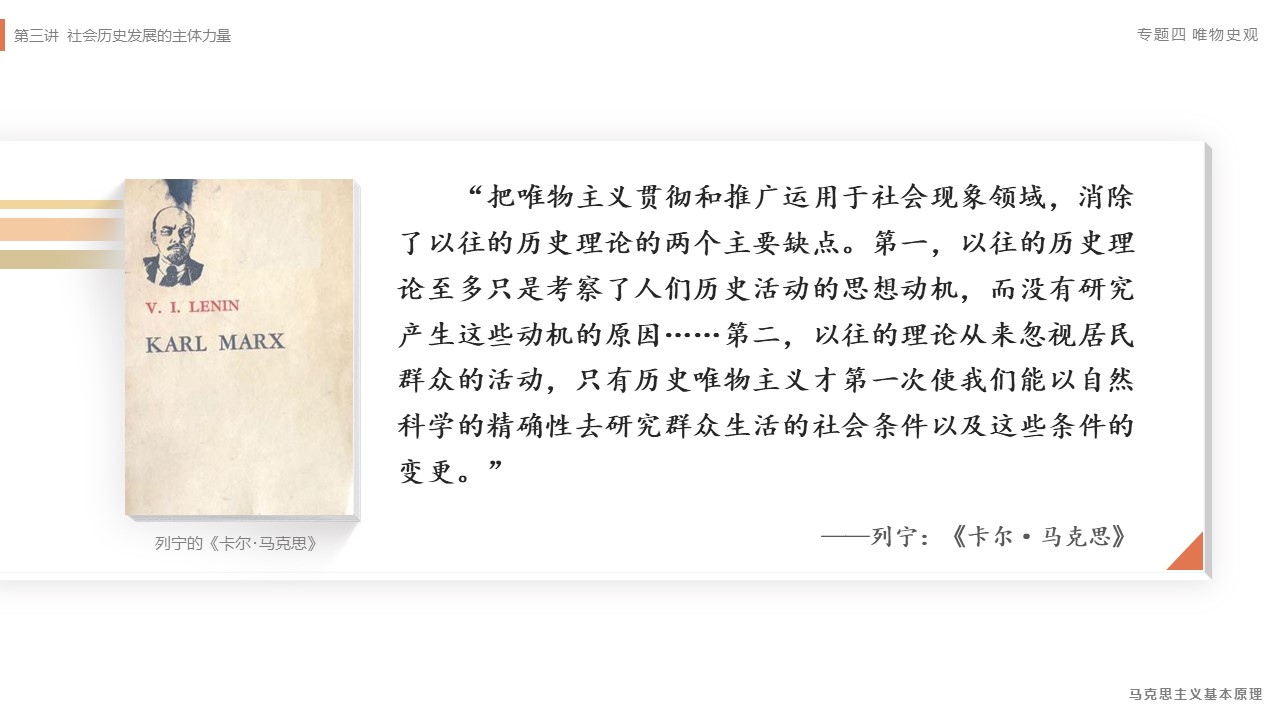 第三讲 社会历史发展的主体力量
专题四 唯物史观
V. I. LENIN
KARL MARX
列宁的《卡尔·马克思》
“把唯物主义贯彻和推广运用于社会现象领域，消除
了以往的历史理论的两个主要缺点。第一，以往的历史理
论至多只是考察了人们历史活动的思想动机，而没有研究
产生这些动机的原因……第二，以往的理论从来忽视居民
群众的活动，只有历史唯物主义才第一次使我们能以自然
科学的精确性去研究群众生活的社会条件以及这些条件的
变更。”
——列宁：《卡尔·马克思》
马克思主义基本原理